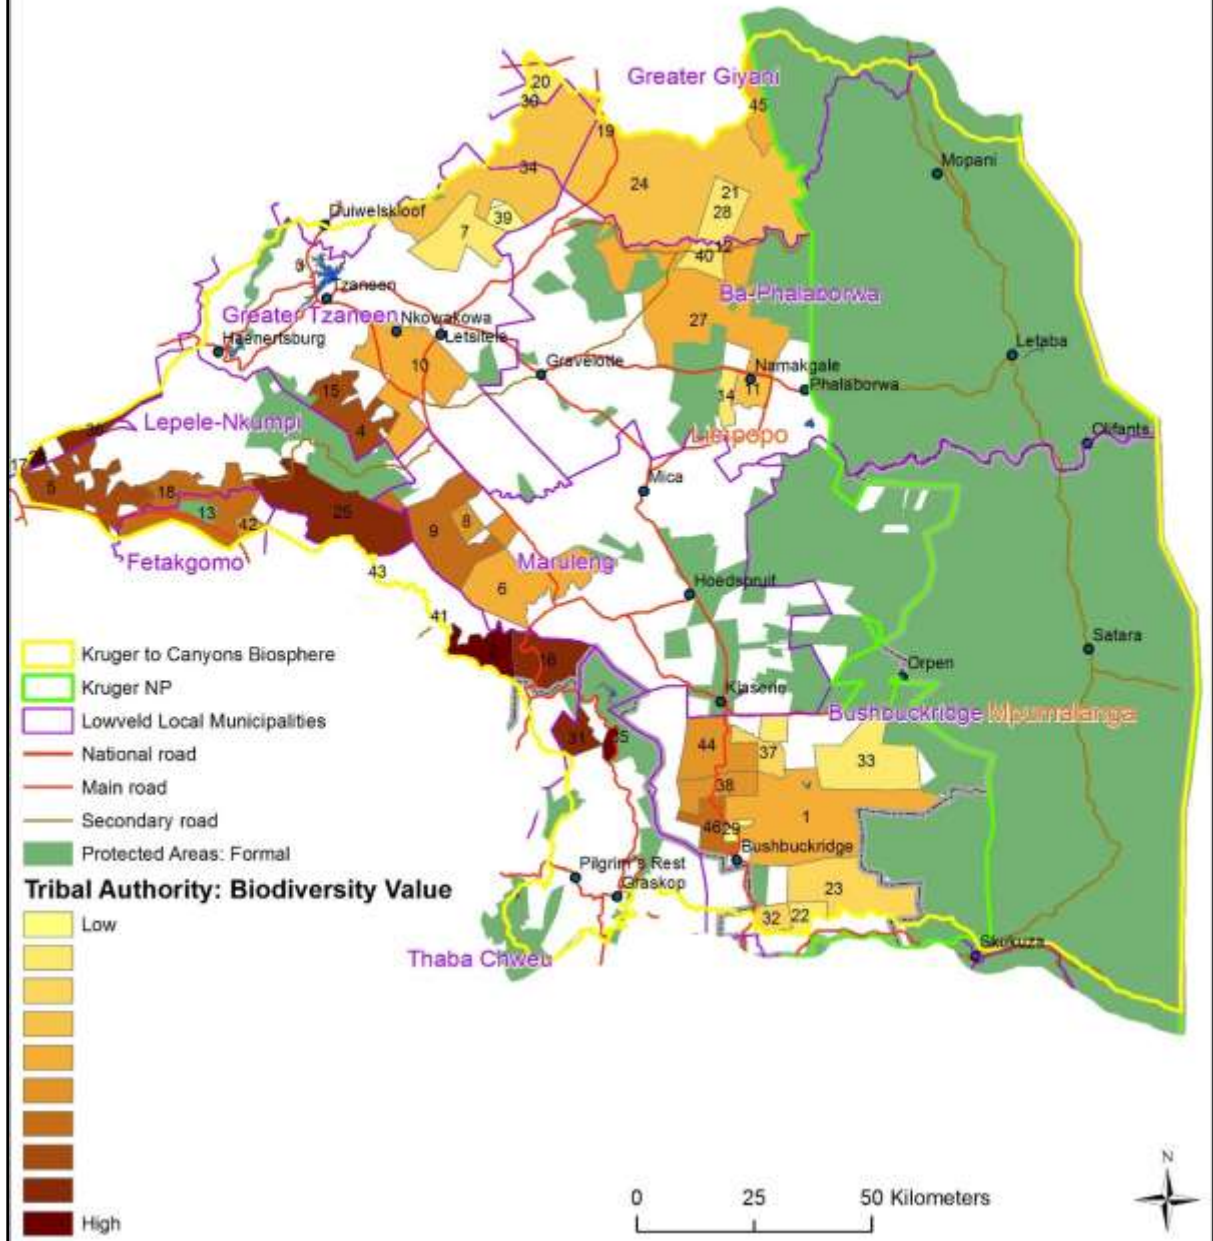 Greater Giyani
20
30
45
19
Mopani
34
24
21
28
39
Duiwelskloof
7
12
40
3
Tzaneen
Ba-Phalaborwa
Greater Tzaneen
Nkowakowa
Letsitele
27
Haenertsburg
Letaba
10
Gravelotte
Namakgale
Phalaborwa
15
14
11
Lepele-Nkumpi
4
Limpopo
Olifants
17
Mica
5
18
13
26
42
9
8
Fetakgomo
43
Maruleng
6
Hoedspruit
41
Satara
16
Orpen
Klaserie
Bushbuckridge Mpumalanga
31
35
44
37
33
38
1
46
29
Bushbuckridge
Pilgrim's Rest
Graskop
23
32
22
Skukuza
Thaba Chweu
Kruger to Canyons Biosphere
Kruger NP
Lowveld Local Municipalities
National road
Main road
Secondary road
Protected Areas: Formal
Tribal Authority: Biodiversity Value
Low
High
N
0 25 50 Kilometers